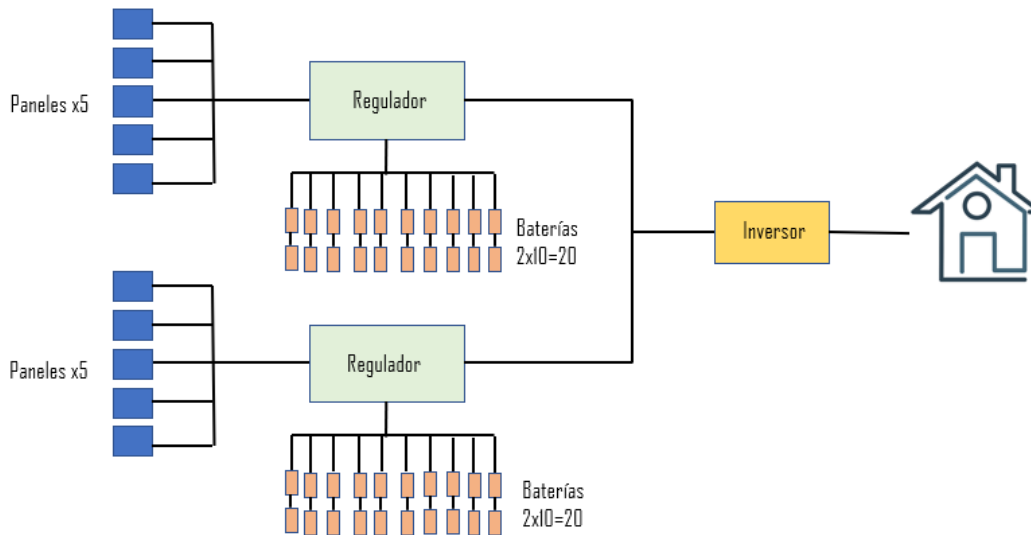 Paneles x5
Regulador
Baterías
2x10=20
Inversor
Paneles x5
Regulador
Baterías
2x10=20